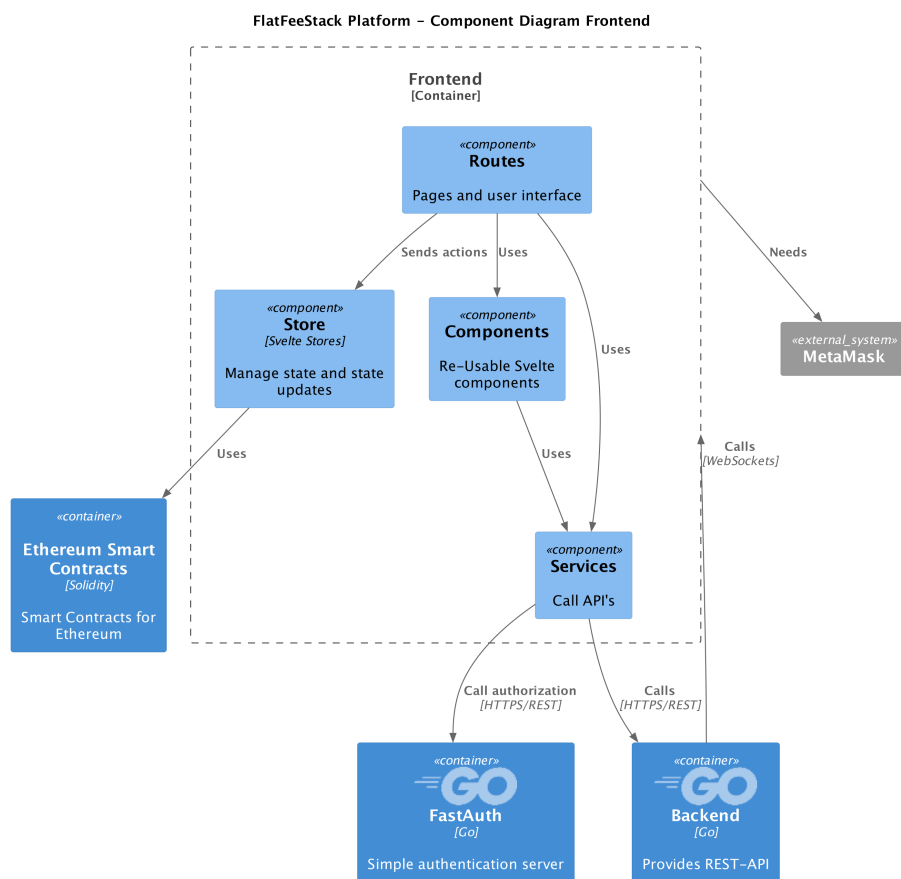 FlatFeeStack Platform - Component Diagram Frontend
Frontend
[Container]
«component»
Routes
Pages and user interface
Sends actions
Uses
Needs
«component»
Store
[Svelte Stores]
Manage state and state
updates
«component»
Components
Re-Usable Svelte
components
Uses
«external_system»
MetaMask
Uses
Uses
Calls
[WebSockets]
«container»
Ethereum Smart
Contracts
[Solidity]
Smart Contracts for
Ethereum
«component»
Services
Call API's
Call authorization
[HTTPS/REST]
Calls
[HTTPS/REST]
«container»
GO
FastAuth
[Go]
Simple authentication server
«container»
GO
Backend
[Go]
Provides REST-API